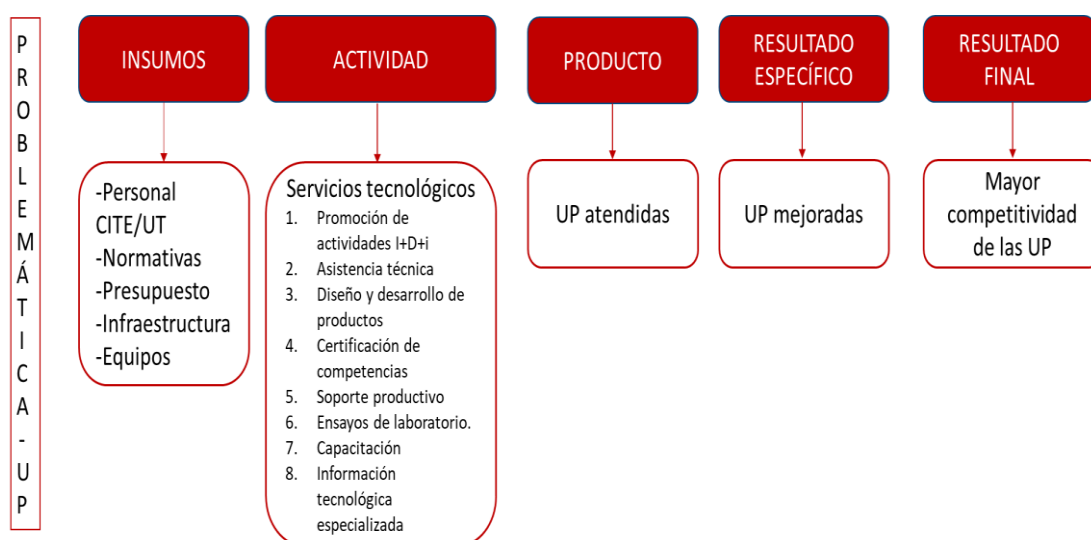 PROBLEMÁTICA-UP
INSUMOS
-Personal
CITE/UT
-Normativas
-Presupuesto
-Infraestructura
-Equipos
ACTIVIDAD
Servicios tecnológicos
1. Promoción de
actividades I+D+i
2. Asistencia técnica
3. Diseño y desarrollo de
productos
4. Certificación de
competencias
5. Soporte productivo
6. Ensayos de laboratorio.
7. Capacitación
8. Información
tecnológica
especializada
PRODUCTO
UP atendidas
RESULTADO
ESPECÍFICO
UP mejoradas
RESULTADO
FINAL
Mayor
competitividad
de las UP